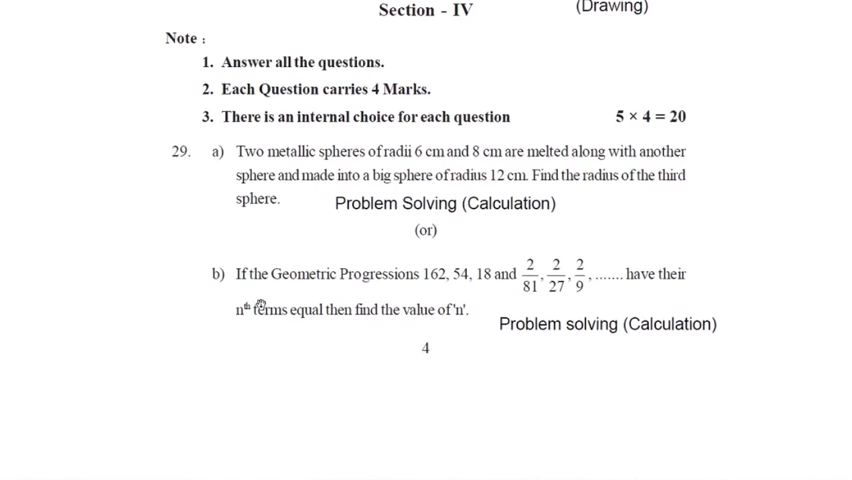 (Drawing)
Section - IV
Note :
1. Answer all the questions.
2. Each Question carries 4 Marks.
3. There is an internal choice for each question 5 × 4 = 20
29. a) Two metallic spheres of radii 6 cm and 8 cm are melted along with another
sphere and made into a big sphere of radius 12 cm. Find the radius of the third
sphere. Problem Solving (Calculation)
(or)
b) If the Geometric Progressions 162, 54, 18 and 2/81, 2/27, 2/9, ....... have their
nth terms equal then find the value of 'n'.
Problem solving (Calculation)
4